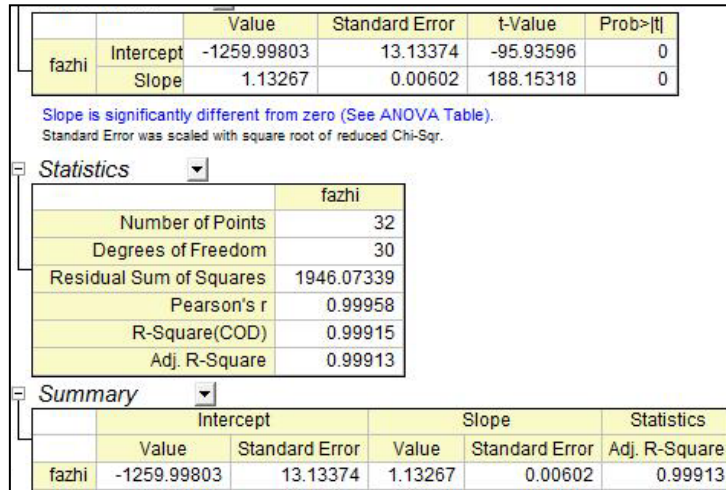 Value Standard Error t-Value Prob>|t|
fazhi Intercept -1259.99803 13.13374 -95.93596 0
Slope 1.13267 0.00602 188.15318 0
Slope is significantly different from zero (See ANOVA Table).
Standard Error was scaled with square root of reduced Chi-Sqr.
Statistics
fazhi
Number of Points 32
Degrees of Freedom 30
Residual Sum of Squares 1946.07339
Pearson's r 0.99958
R-Square(COD) 0.99915
Adj. R-Square 0.99913
Summary
Intercept Slope Statistics
Value Standard Error Value Standard Error Adj. R-Square
fazhi -1259.99803 13.13374 1.13267 0.00602 0.99913